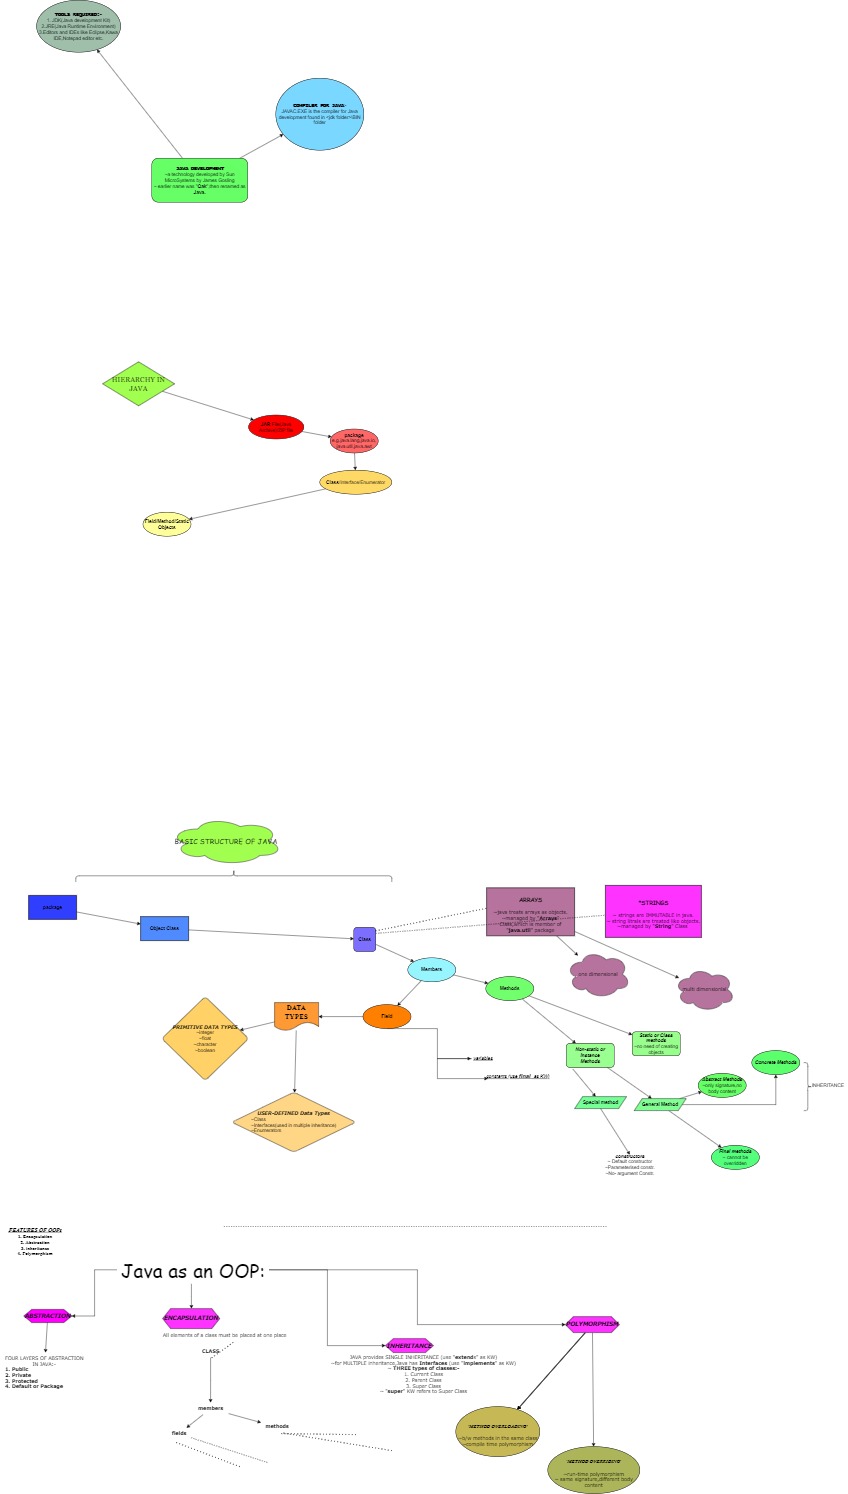 TOOLS REQUIRED:-
1. JDK(Java development Kit)
2.JRE(Java Runtime Environment)
3.Editors and IDEs like Eclipse,Kawa
IDE,Notepad editor etc.
COMPILER FOR JAVA-
JAVAC.EXE is the compiler for Java
development found in <jdk folder>\BIN
folder
JAVA DEVELOPMENT
~a technology developed by Sun
MicroSystems by James Gosling
~ earlier name was "Oak",then renamed as
Java.
HIERARCHY IN
JAVA
JAR
package
e.g. java.lang,java.io,
java.util,java.awt
Class/Interface/Enumerator
Field/Method/Static
Objects
BASIC STRUCTURE OF JAVA
package
Object Class
Class
ARRAYS
~java treats arrays as objects.
~managed by "Arrays"
Class,which is member of
"java.util" package
*STRINGS
~ strings are IMMUTABLE in java.
~ string litrals are treated like objects.
~managed by "String" Class
one dimensional
multi dimensional
Members
Methods
Field
DATA
TYPES
PRIMITIVE DATA TYPES
~integer
~float
~character
~boolean
USER-DEFINED Data Types
~Class
~Interfaces(used in multiple inheritance)
~Enumerators
variables
constants (use final as KW)
Static or Class
methods
~no need of creating
objects
Non-static or
Instance
Methods
Special method
General Method
Abstract Methods
~only signature,no
body content
Concrete Methods
INHERITANCE
Final methods
~ cannot be
overridden
constructors
~ Default constructor
~Parameterised constr.
~No- argument Constr.
FEATURES OF OOPs
1. Encapsulation
2. Abstraction
3. Inheritance
4. Polymorphism
Java as an OOP:
ABSTRACTION
FOUR LAYERS OF ABSTRACTION
IN JAVA:-
1. Public
2. Private
3. Protected
4. Default or Package
ENCAPSULATION
All elements of a class must be placed at one place
CLASS
members
fields
methods
INHERITANCE
JAVA provides SINGLE INHERITANCE (use "extends" as KW)
~for MULTIPLE inheritance,Java has Interfaces (use "implements" as KW)
~ THREE types of classes:-
1. Current Class
2. Parent Class
3. Super Class
~ "super" KW refers to Super Class
POLYMORPHISM
'METHOD OVERLOADING'
~b/w methods in the same class
~compile time polymorphism
'METHOD OVERRIDING'
~run-time polymorphism
~ same signature,different body
content